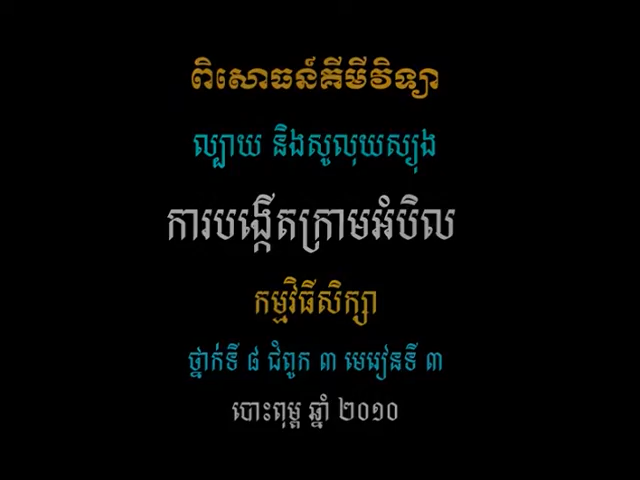 ពិសោធន៍គីមីវិទ្យា
ល្បាយ និងសូលុយស្យុង
ការបង្កើតក្រាមអំបិល
កម្មវិធីសិក្សា
ថ្នាក់ទី ៨ ជំពូក ៣ មេរៀនទី ៣
បោះពុម្ព ឆ្នាំ ២០១០